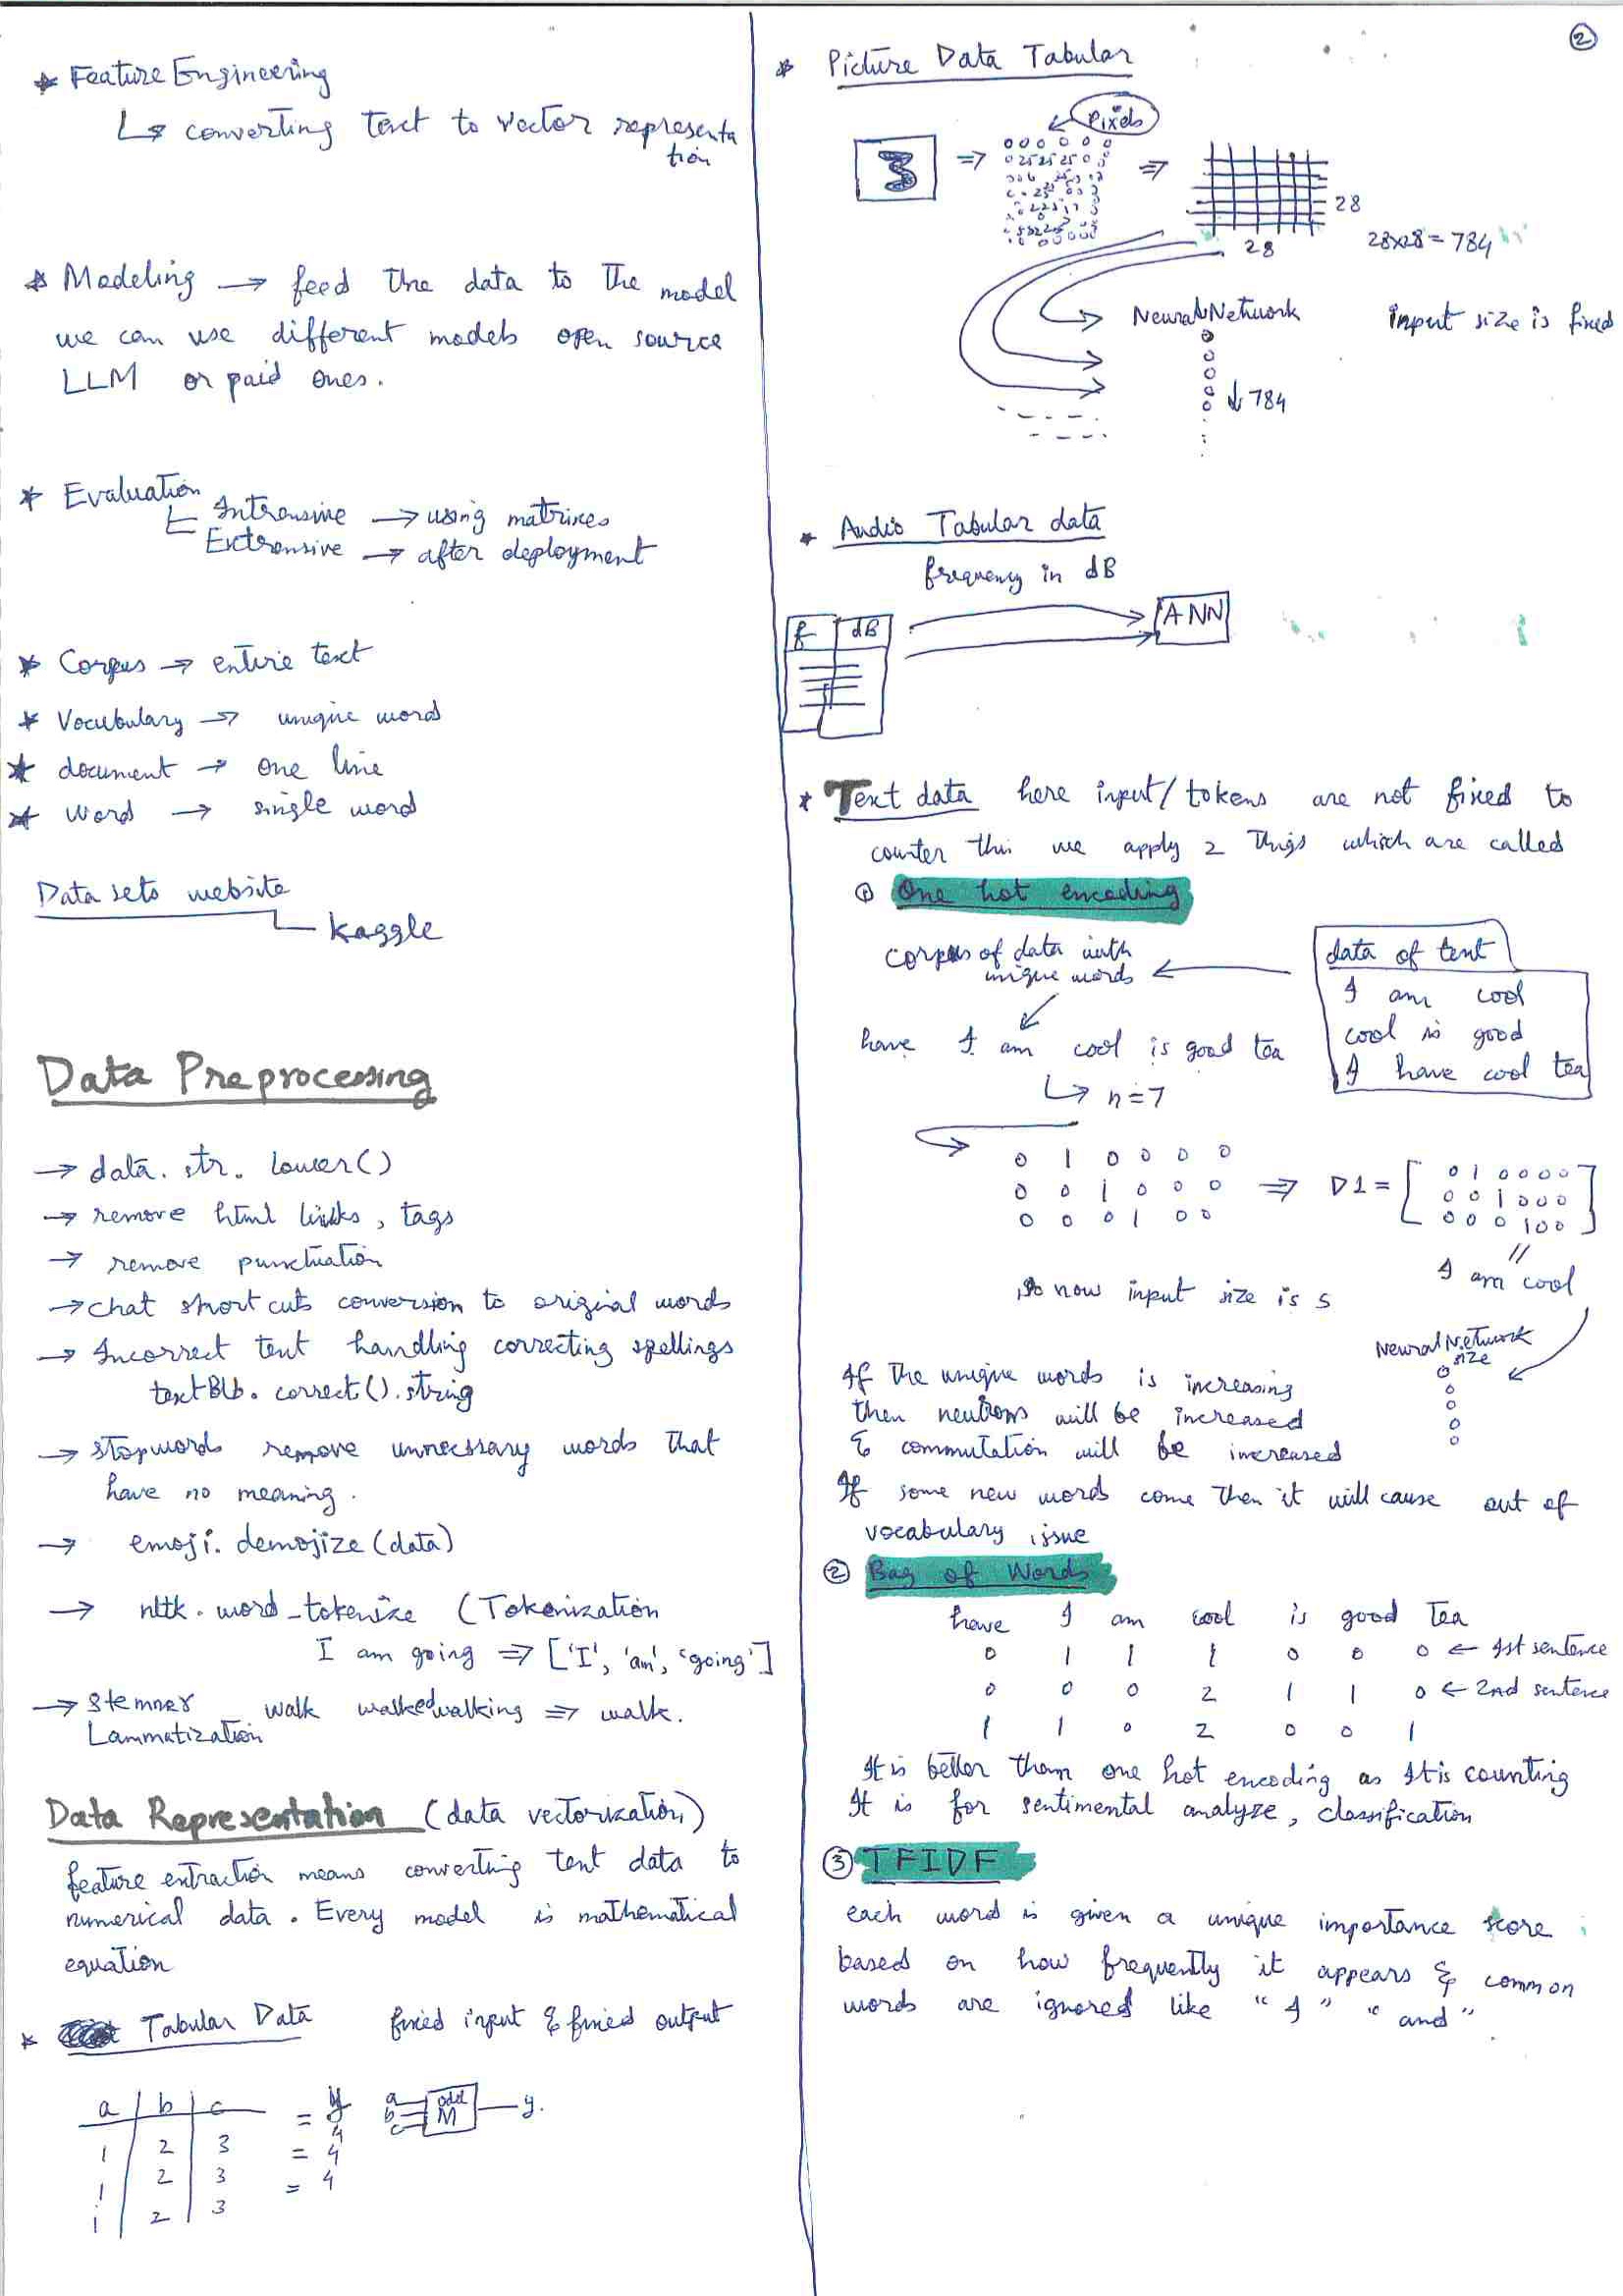 * Feature Engineering
↳ converting text to vector representa
tion
* Modeling → feed the data to the model
we can use different models open source
LLM or paid ones.
* Evaluation
Intrensive → using matrixes
Extrensive → after deployment
* Corpus → entire text
* Vocubulary → unique word
* document → one line
* word → single word
Data sets website
kaggle
Data Preprocessing
→ data. str. lower()
→ remove html links, tags
→ remove punctuation
→ chat short cuts conversion to original words
→ Incorrect text handling correcting spellings
textBlb. correct(). string
→ stopwords remove unnecessary words that
have no meaning.
→ emoji. demojize (data)
→ nltk. word_tokenize (Tokenization
I am going ⇒ ['I', 'am', 'going']
→ Stemner walk walked walking ⇒ walk.
Lammatization
Data Representation (data vectorization)
feature extraction means converting text data to
numerical data. Every model is mathematical
equation
* Tabular Data fixed input & fixed output
a b c = y
1 2 3 = 4
1 2 3 = 4
1 2 3
a b c M y.
②
* Picture Data Tabular
Pixels
3 ⇒ ⇒
28
28
28x28 = 784
Neural Network input size is fixed
↓ 784
* Audio Tabular data
frequency in dB
f dB ANN
* Text data here input/tokens are not fixed to
counter this we apply 2 things which are called
① One hot encoding
corpus of data with
unique words
data of text
I am cool
cool is good
I have cool tea
have I am cool is good tea
↳ n=7
0 1 0 0 0 0
0 0 1 0 0 0 ⇒ D1 =
0 0 0 1 0 0
0 1 0 0 0 0
0 0 1 0 0 0
0 0 0 1 0 0
I am cool
so now input size is 5
Neural Network
size
If the unique words is increasing
then neutrons will be increased
& commutation will be increased
If some new words come then it will cause out of
vocabulary issue
② Bag of Words
have I am cool is good tea
0 1 1 1 0 0 0 ← 1st sentence
0 0 0 2 1 1 0 ← 2nd sentence
1 1 0 2 0 0 1
It is better than one hot encoding as It is counting
It is for sentimental analyze, classification
③ TFIDF
each word is given a unique importance score
based on how frequently it appears & common
words are ignored like "I" "and"